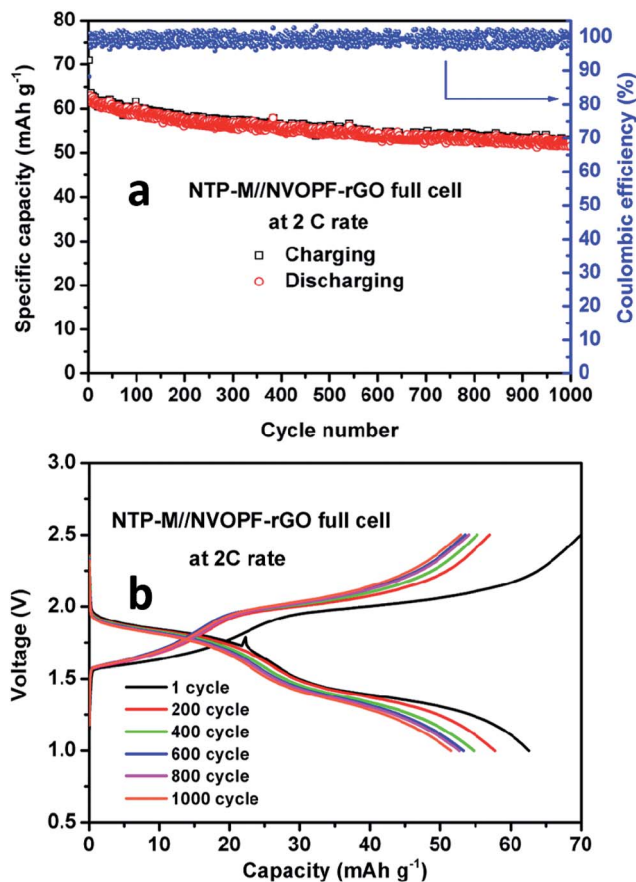 80
70
60
50
40
30
20
10
0
Specific capacity (mAh g⁻¹)
a
NTP-M//NVOPF-rGO full cell
at 2 C rate
Charging
Discharging
100
90
80
70
60
50
40
30
20
10
0
Coulombic efficiency (%)
0 100 200 300 400 500 600 700 800 900 1000
Cycle number
3.0
2.5
2.0
1.5
1.0
0.5
Voltage (V)
NTP-M//NVOPF-rGO full cell
at 2C rate
b
1 cycle
200 cycle
400 cycle
600 cycle
800 cycle
1000 cycle
0 10 20 30 40 50 60 70
Capacity (mAh g⁻¹)